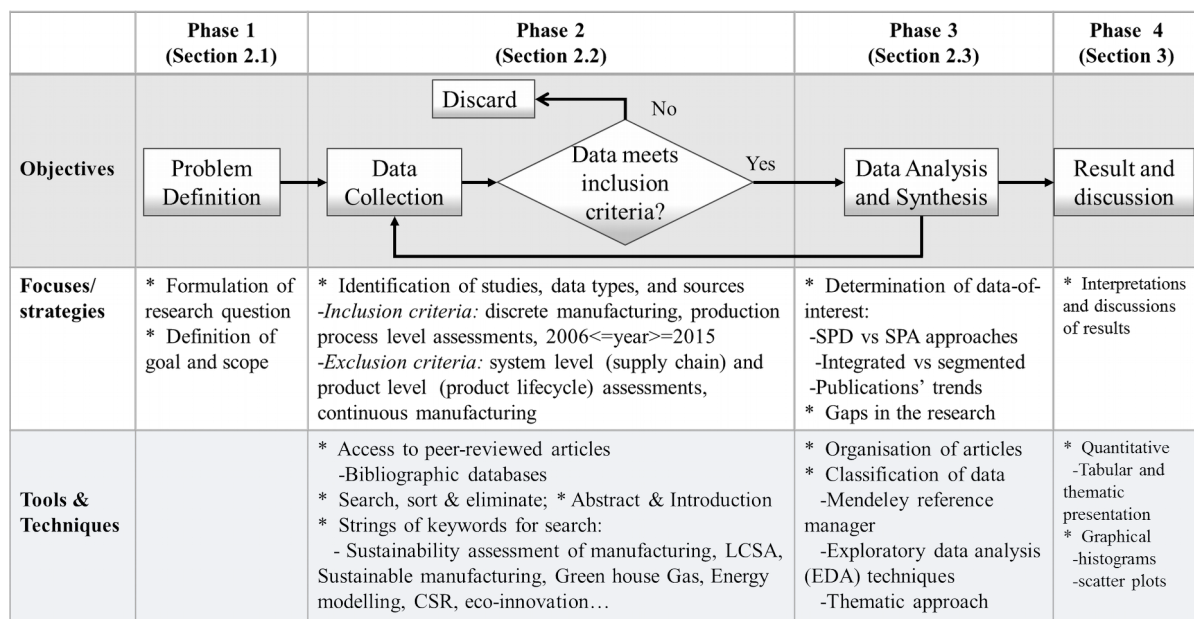 Phase 1
(Section 2.1)
Phase 2
(Section 2.2)
Phase 3
(Section 2.3)
Phase 4
(Section 3)
Objectives
Problem
Definition
Data
Collection
Discard
No
Data meets
inclusion
criteria?
Yes
Data Analysis
and Synthesis
Result and
discussion
Focuses/
strategies
* Formulation of
research question
* Definition of
goal and scope
* Identification of studies, data types, and sources
-Inclusion criteria: discrete manufacturing, production
process level assessments, 2006<=year>=2015
-Exclusion criteria: system level (supply chain) and
product level (product lifecycle) assessments,
continuous manufacturing
* Determination of data-of-
interest:
-SPD vs SPA approaches
-Integrated vs segmented
-Publications’ trends
* Gaps in the research
* Interpretations
and discussions
of results
Tools &
Techniques
* Access to peer-reviewed articles
-Bibliographic databases
* Search, sort & eliminate; * Abstract & Introduction
* Strings of keywords for search:
- Sustainability assessment of manufacturing, LCSA,
Sustainable manufacturing, Green house Gas, Energy
modelling, CSR, eco-innovation…
* Organisation of articles
* Classification of data
-Mendeley reference
manager
-Exploratory data analysis
(EDA) techniques
-Thematic approach
* Quantitative
-Tabular and
thematic
presentation
* Graphical
-histograms
-scatter plots